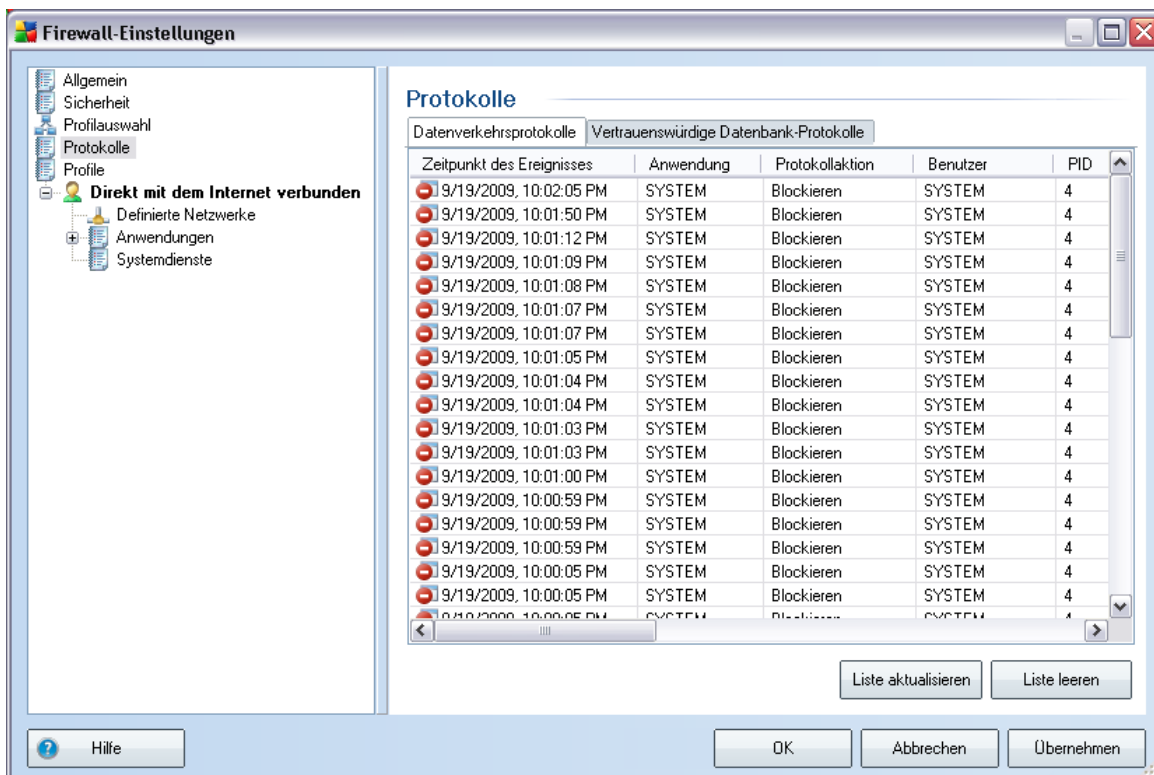 Firewall-Einstellungen
Allgemein
Sicherheit
Profilauswahl
Protokolle
Profile
Direkt mit dem Internet verbunden
Definierte Netzwerke
Anwendungen
Systemdienste
Protokolle
Datenverkehrsprotokolle Vertrauenswürdige Datenbank-Protokolle
Zeitpunkt des Ereignisses Anwendung Protokollaktion Benutzer PID
9/19/2009, 10:02:05 PM SYSTEM Blockieren SYSTEM 4
9/19/2009, 10:01:50 PM SYSTEM Blockieren SYSTEM 4
9/19/2009, 10:01:12 PM SYSTEM Blockieren SYSTEM 4
9/19/2009, 10:01:09 PM SYSTEM Blockieren SYSTEM 4
9/19/2009, 10:01:08 PM SYSTEM Blockieren SYSTEM 4
9/19/2009, 10:01:07 PM SYSTEM Blockieren SYSTEM 4
9/19/2009, 10:01:07 PM SYSTEM Blockieren SYSTEM 4
9/19/2009, 10:01:05 PM SYSTEM Blockieren SYSTEM 4
9/19/2009, 10:01:04 PM SYSTEM Blockieren SYSTEM 4
9/19/2009, 10:01:04 PM SYSTEM Blockieren SYSTEM 4
9/19/2009, 10:01:03 PM SYSTEM Blockieren SYSTEM 4
9/19/2009, 10:01:03 PM SYSTEM Blockieren SYSTEM 4
9/19/2009, 10:01:00 PM SYSTEM Blockieren SYSTEM 4
9/19/2009, 10:00:59 PM SYSTEM Blockieren SYSTEM 4
9/19/2009, 10:00:59 PM SYSTEM Blockieren SYSTEM 4
9/19/2009, 10:00:59 PM SYSTEM Blockieren SYSTEM 4
9/19/2009, 10:00:05 PM SYSTEM Blockieren SYSTEM 4
9/19/2009, 10:00:05 PM SYSTEM Blockieren SYSTEM 4
Liste aktualisieren Liste leeren
Hilfe OK Abbrechen Übernehmen